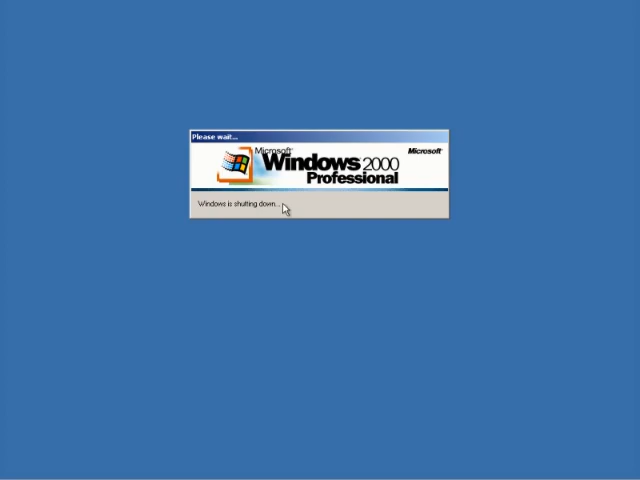 Please wait...
Microsoft
Microsoft
Windows 2000
Professional
Windows is shutting down...